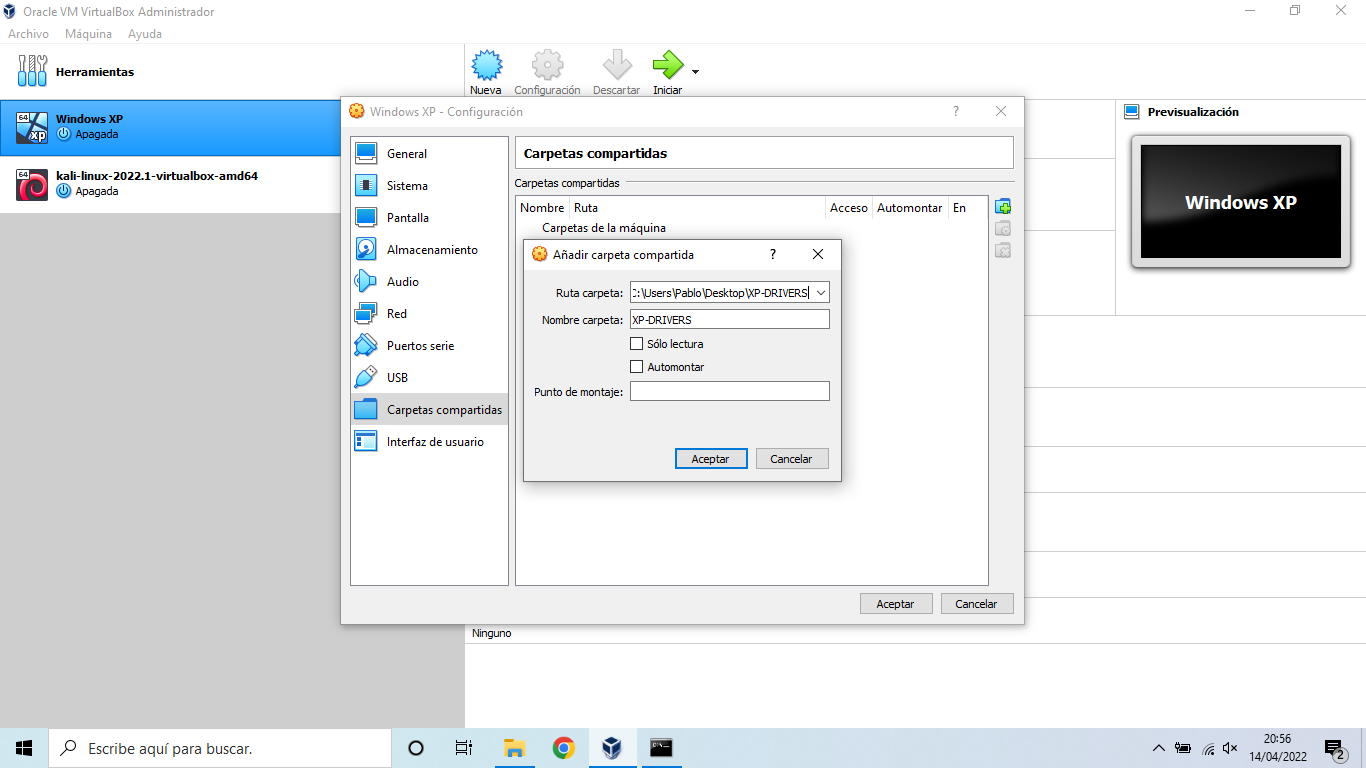 Oracle VM VirtualBox Administrador
Archivo Máquina Ayuda
Herramientas
Nueva Configuración Descartar Iniciar
64
xp
Windows XP
Apagada
64
kali-linux-2022.1-virtualbox-amd64
Apagada
Previsualización
Windows XP
Windows XP - Configuración ?
General
Sistema
Pantalla
Almacenamiento
Audio
Red
Puertos serie
USB
Carpetas compartidas
Interfaz de usuario
Carpetas compartidas
Carpetas compartidas
Nombre Ruta Acceso Automontar En
Carpetas de la máquina
Añadir carpeta compartida ?
Ruta carpeta: C:\Users\Pablo\Desktop\XP-DRIVERS
Nombre carpeta: XP-DRIVERS
Sólo lectura
Automontar
Punto de montaje:
Aceptar Cancelar
Aceptar Cancelar
Ninguno
Escribe aquí para buscar.
20:56
14/04/2022
2